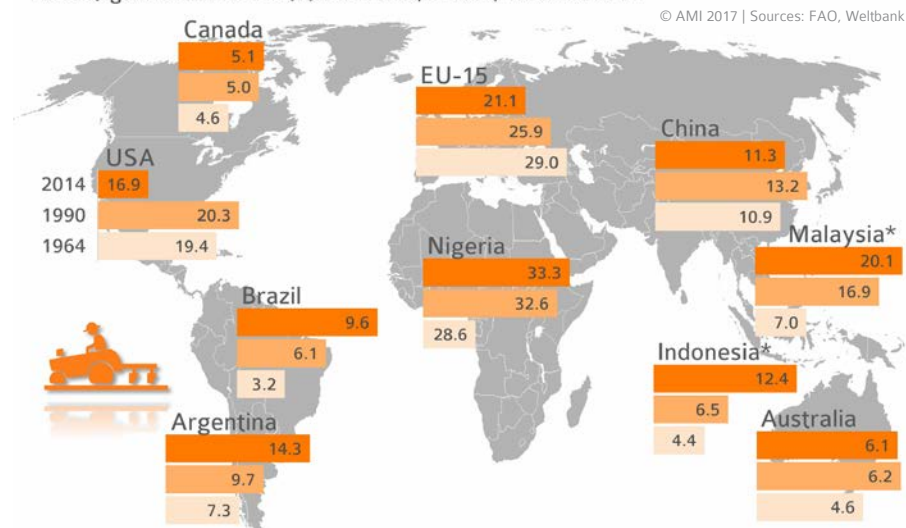 © AMI 2017 | Sources: FAO, Weltbank
Canada
5.1
5.0
4.6
USA
2014 16.9
1990 20.3
1964 19.4
EU-15
21.1
25.9
29.0
China
11.3
13.2
10.9
Malaysia*
20.1
16.9
7.0
Nigeria
33.3
32.6
28.6
Brazil
9.6
6.1
3.2
Indonesia*
12.4
6.5
4.4
Argentina
14.3
9.7
7.3
Australia
6.1
6.2
4.6